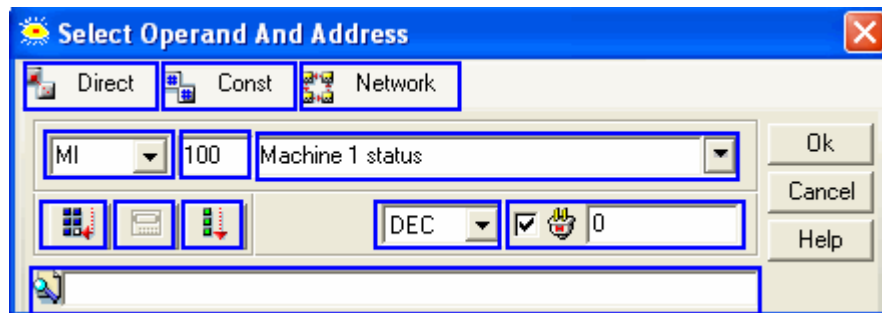 Select Operand And Address
Direct Const Network
MI 100 Machine 1 status Ok
Cancel
DEC 0 Help